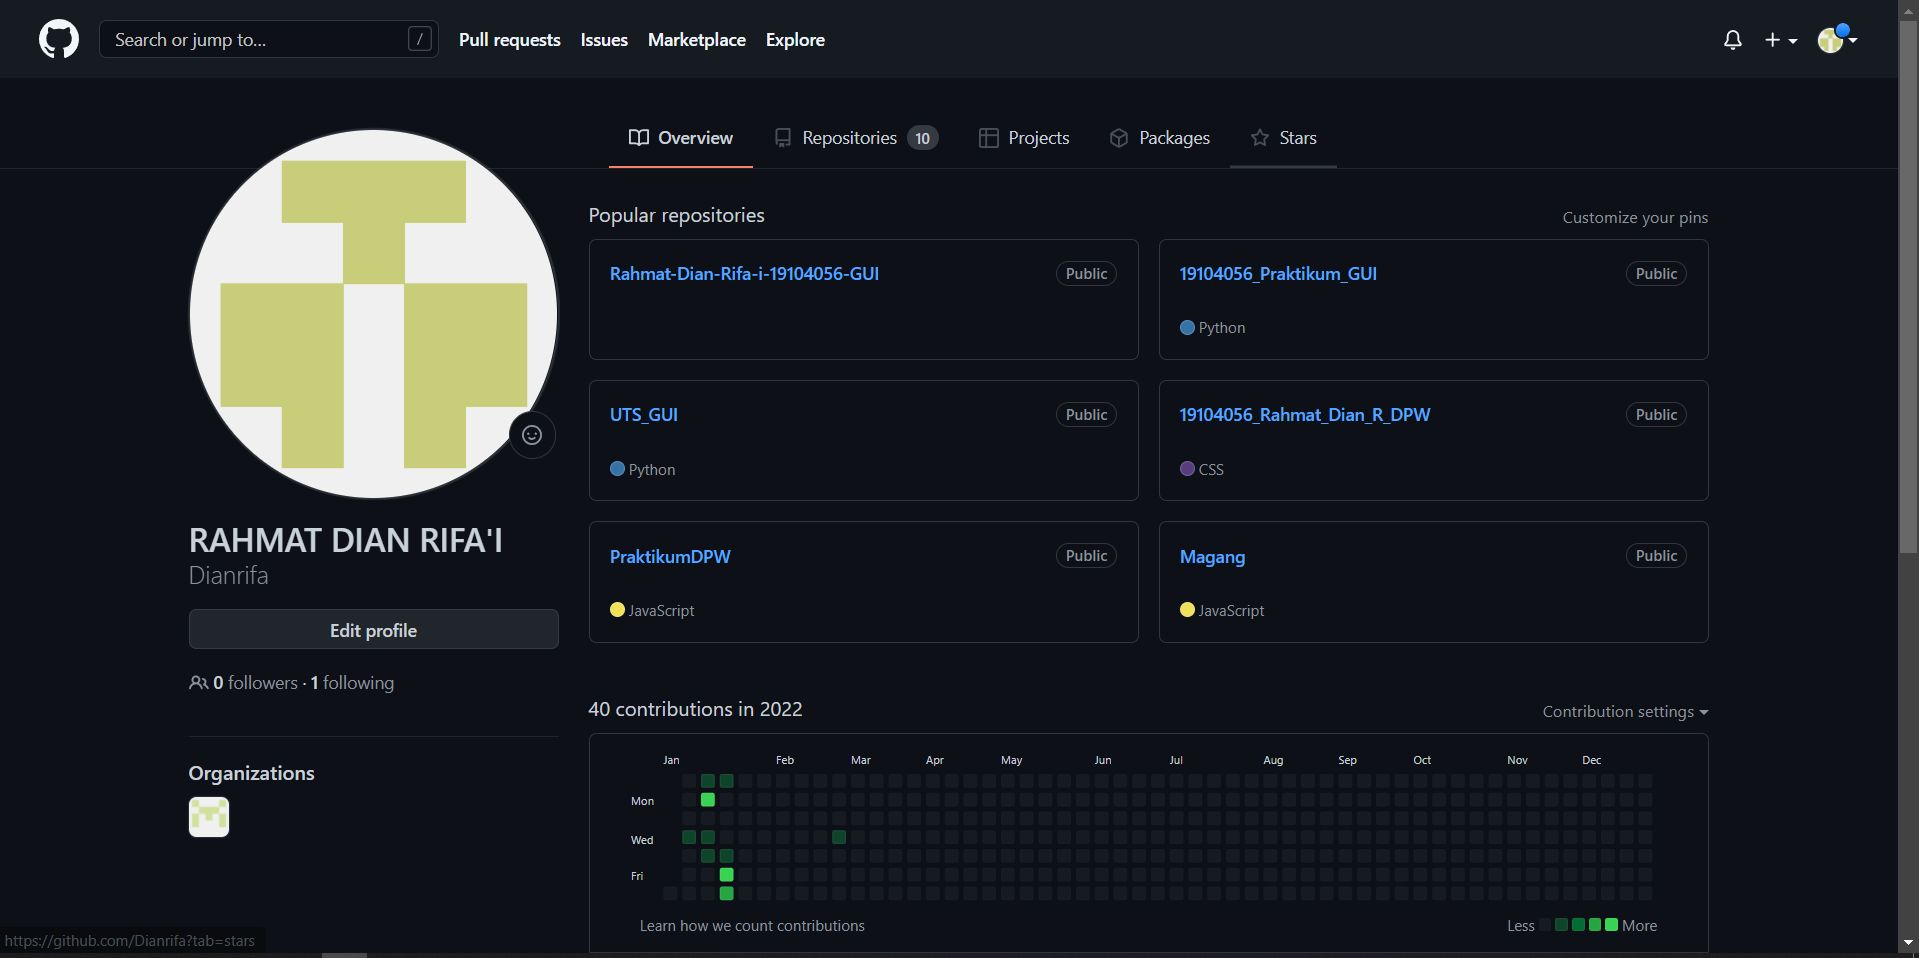 Search or jump to... / Pull requests Issues Marketplace Explore
Overview Repositories 10 Projects Packages Stars
Popular repositories Customize your pins
Rahmat-Dian-Rifa-i-19104056-GUI Public
19104056_Praktikum_GUI Public
Python
UTS_GUI Public
Python
19104056_Rahmat_Dian_R_DPW Public
CSS
PraktikumDPW Public
JavaScript
Magang Public
JavaScript
RAHMAT DIAN RIFA'I
Dianrifa
Edit profile
0 followers · 1 following
Organizations
40 contributions in 2022 Contribution settings
Jan Feb Mar Apr May Jun Jul Aug Sep Oct Nov Dec
Mon
Wed
Fri
Learn how we count contributions Less More
https://github.com/Dianrifa?tab=stars